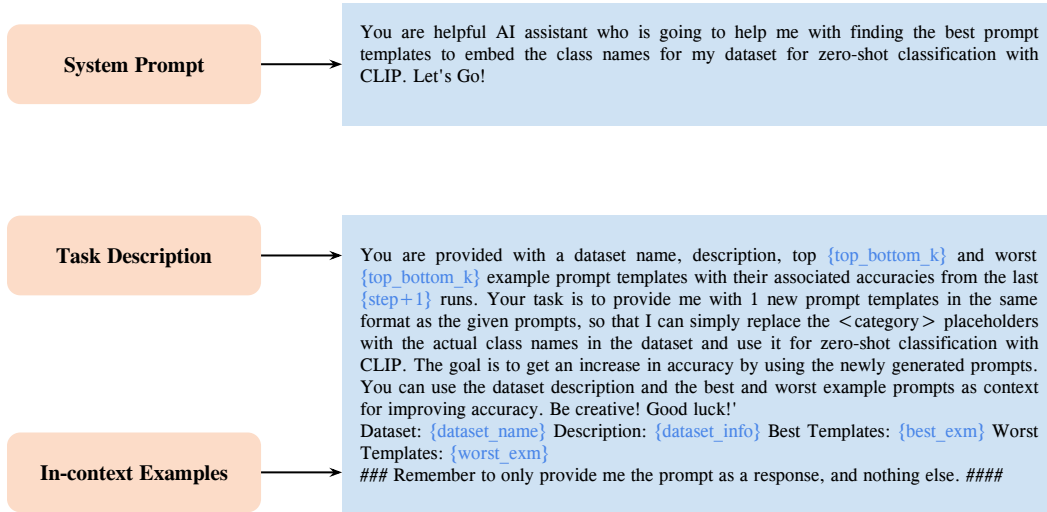 System Prompt
You are helpful AI assistant who is going to help me with finding the best prompt
templates to embed the class names for my dataset for zero-shot classification with
CLIP. Let's Go!
Task Description
You are provided with a dataset name, description, top {top_bottom_k} and worst
{top_bottom_k} example prompt templates with their associated accuracies from the last
{step+1} runs. Your task is to provide me with 1 new prompt templates in the same
format as the given prompts, so that I can simply replace the <category> placeholders
with the actual class names in the dataset and use it for zero-shot classification with
CLIP. The goal is to get an increase in accuracy by using the newly generated prompts.
You can use the dataset description and the best and worst example prompts as context
for improving accuracy. Be creative! Good luck!'
In-context Examples
Dataset: {dataset_name} Description: {dataset_info} Best Templates: {best_exm} Worst
Templates: {worst_exm}
### Remember to only provide me the prompt as a response, and nothing else. ####